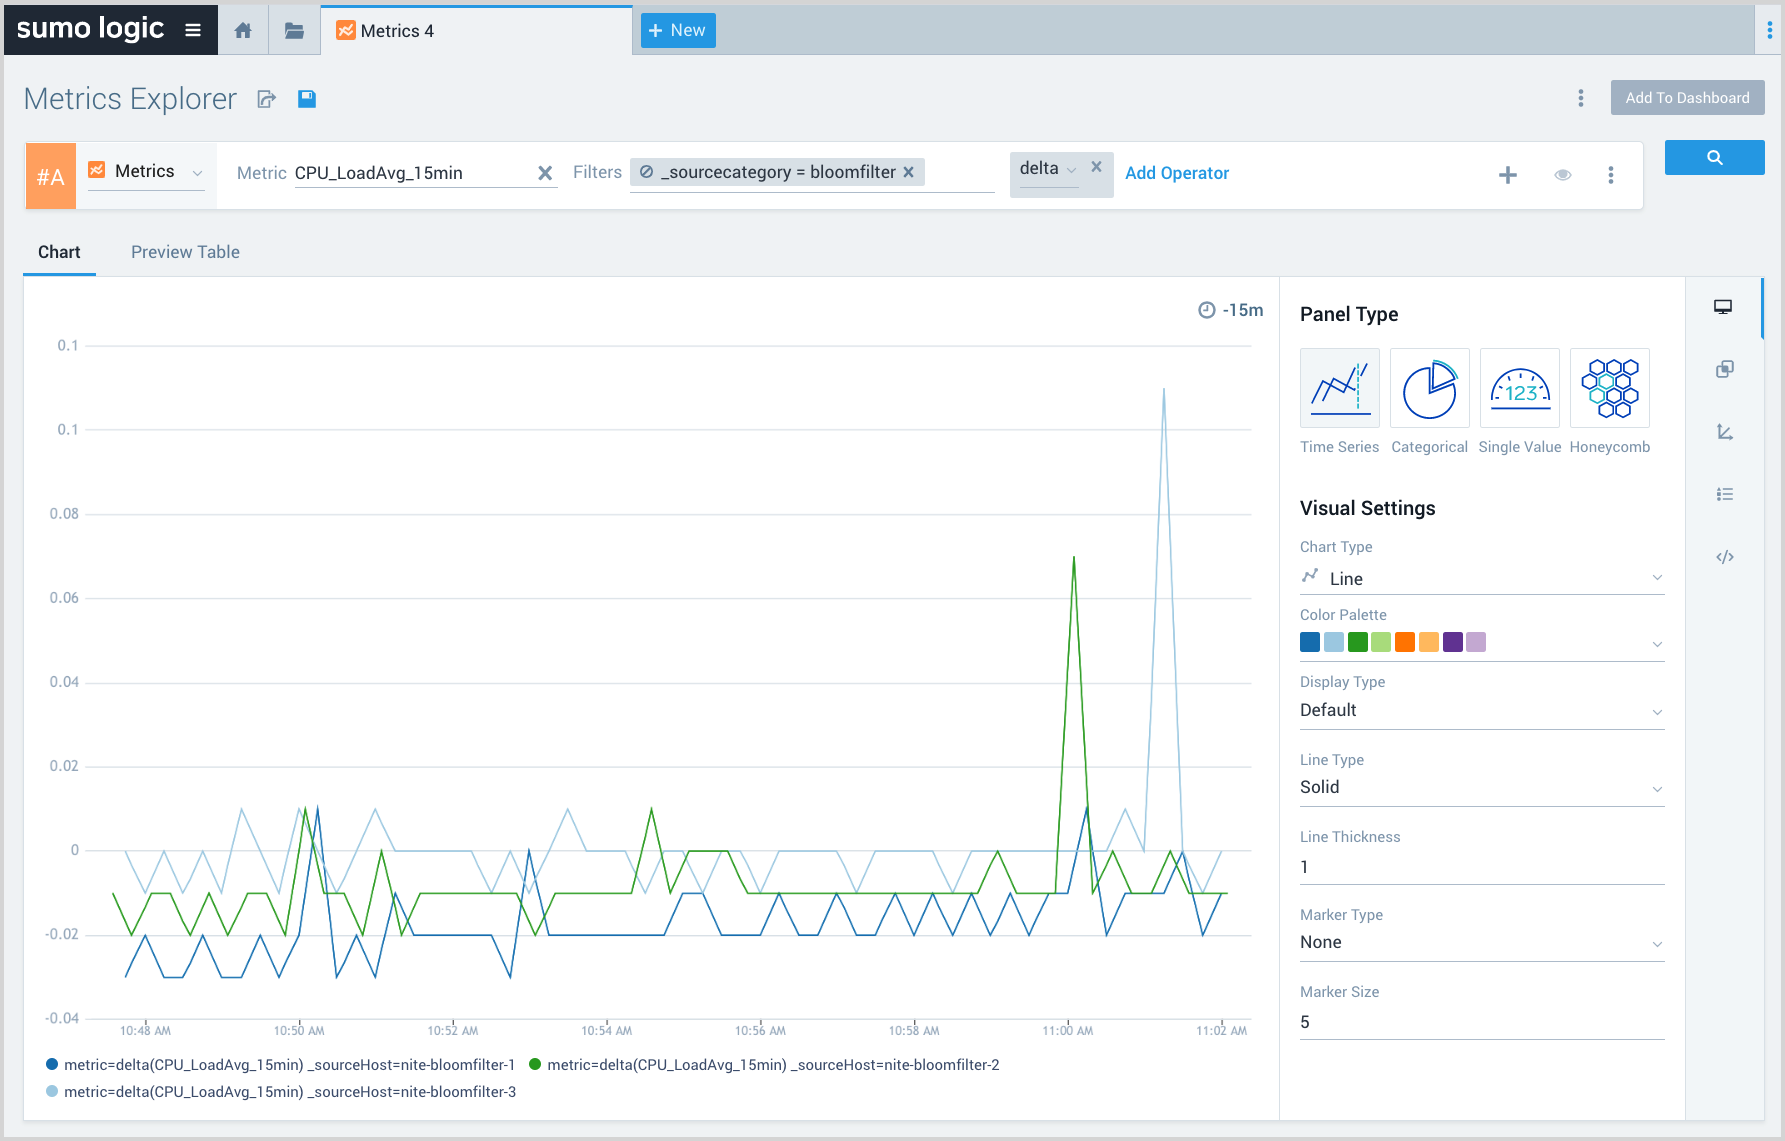 sumo logic
Metrics 4
+ New
Metrics Explorer
Add To Dashboard
#A
Metrics
Metric CPU_LoadAvg_15min
Filters
_sourcecategory = bloomfilter
delta
Add Operator
Chart
Preview Table
-15m
0.1
0.1
0.08
0.06
0.04
0.02
0
-0.02
-0.04
10:48 AM
10:50 AM
10:52 AM
10:54 AM
10:56 AM
10:58 AM
11:00 AM
11:02 AM
metric=delta(CPU_LoadAvg_15min) _sourceHost=nite-bloomfilter-1
metric=delta(CPU_LoadAvg_15min) _sourceHost=nite-bloomfilter-2
metric=delta(CPU_LoadAvg_15min) _sourceHost=nite-bloomfilter-3
Panel Type
123
Time Series
Categorical
Single Value
Honeycomb
Visual Settings
Chart Type
Line
Color Palette
Display Type
Default
Line Type
Solid
Line Thickness
1
Marker Type
None
Marker Size
5